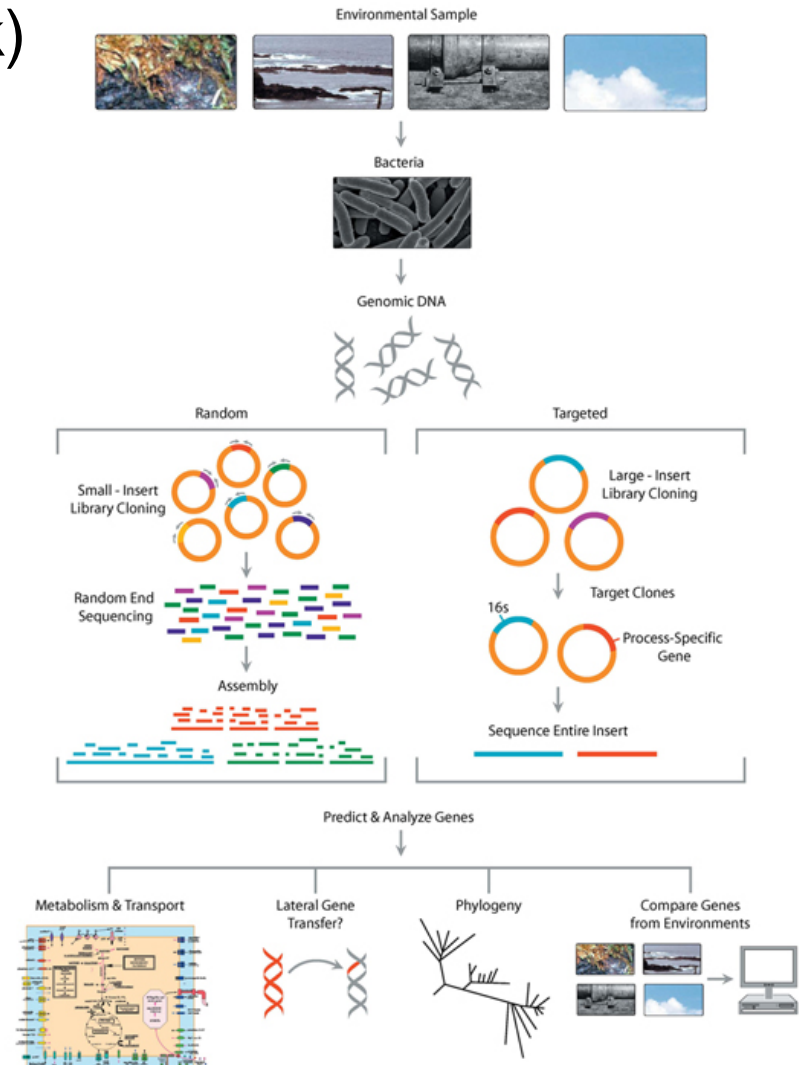 x)
Environmental Sample
Bacteria
Genomic DNA
Random
Targeted
Small - Insert
Library Cloning
Random End
Sequencing
Assembly
Large - Insert
Library Cloning
Target Clones
16s
Process-Specific
Gene
Sequence Entire Insert
Predict & Analyze Genes
Metabolism & Transport
Lateral Gene
Transfer?
Phylogeny
Compare Genes
from Environments